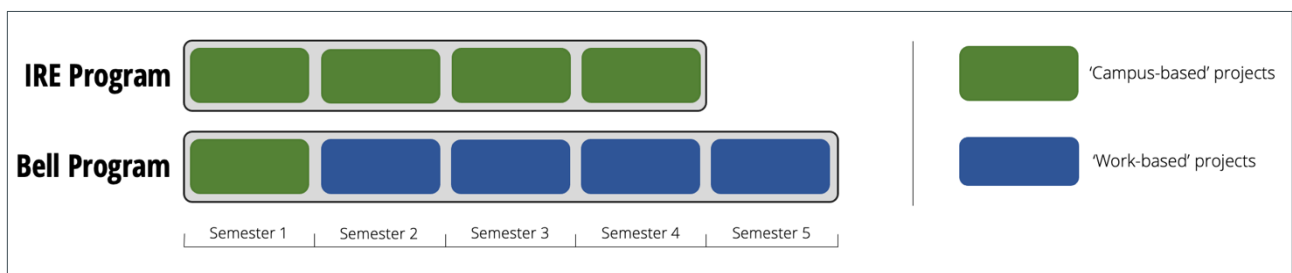 IRE Program
'Campus-based' projects
Bell Program
'Work-based' projects
Semester 1
Semester 2
Semester 3
Semester 4
Semester 5